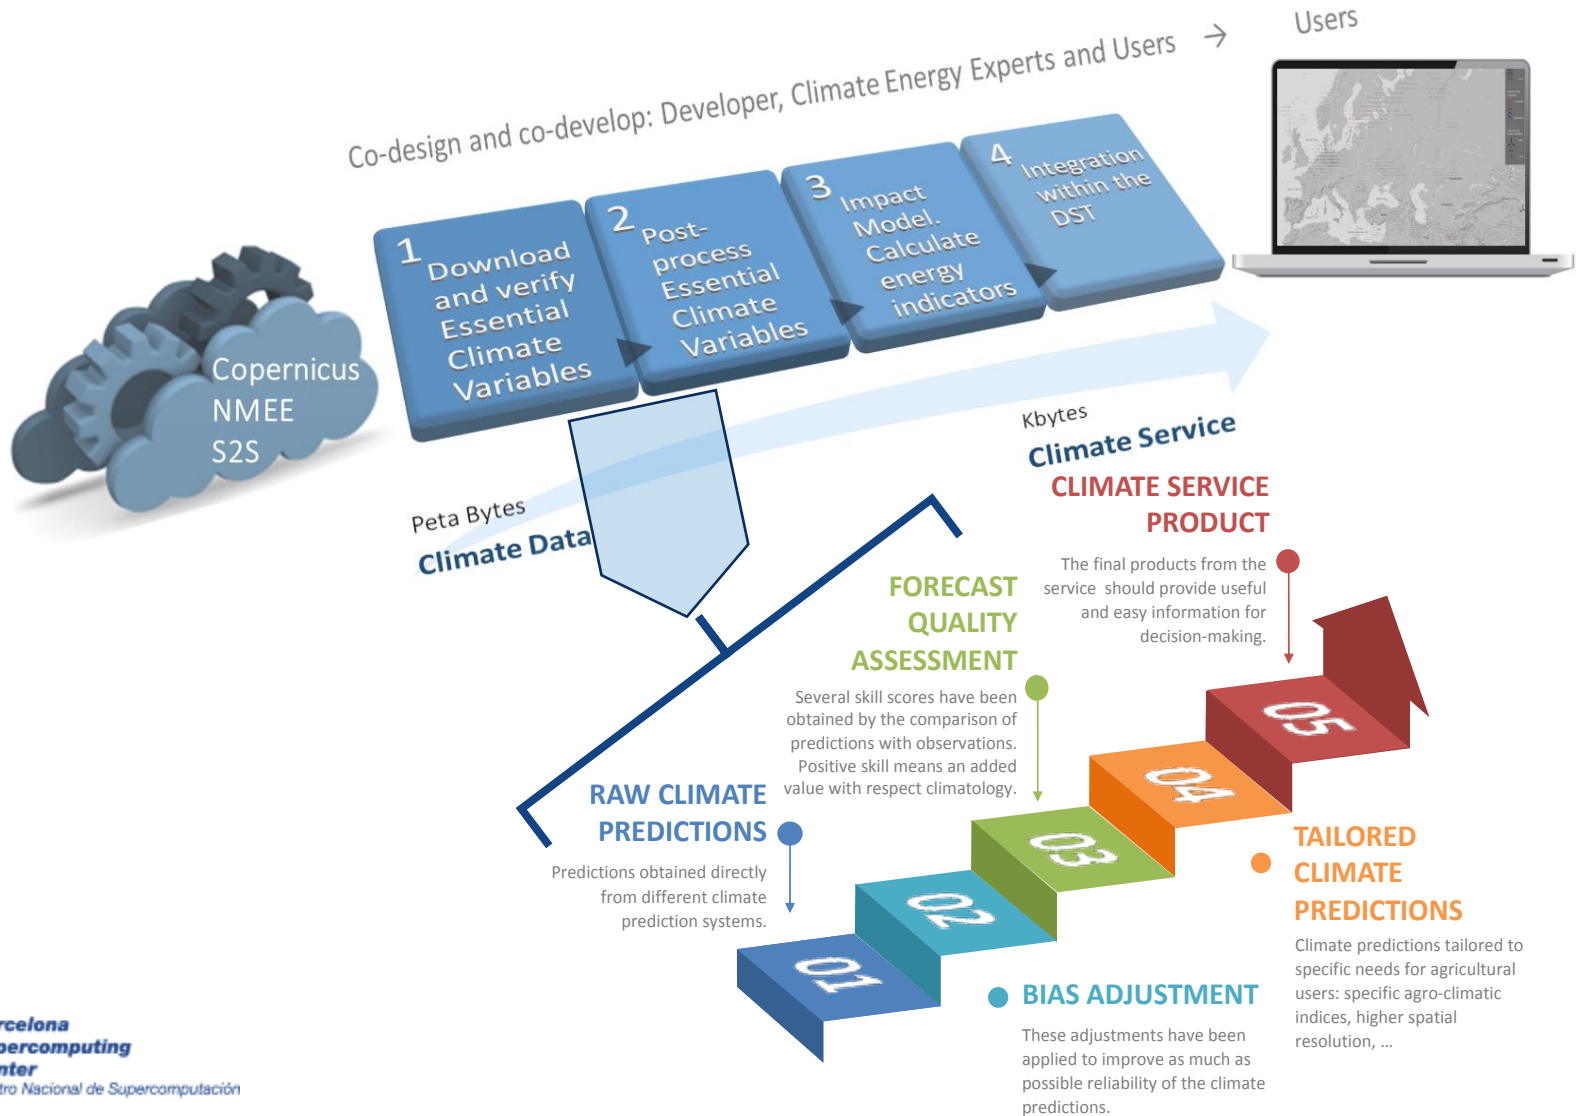 Users
Co-design and co-develop: Developer, Climate Energy Experts and Users →
1
Download
and verify
Essential
Climate
Variables
2
Post-
process
Essential
Climate
Variables
3
Impact
Model.
Calculate
energy
indicators
4
Integration
within the
DST
Copernicus
NMEE
S2S
Peta Bytes
Climate Data
Kbytes
Climate Service
CLIMATE SERVICE
PRODUCT
The final products from the
service should provide useful
and easy information for
decision-making.
FORECAST
QUALITY
ASSESSMENT
Several skill scores have been
obtained by the comparison of
predictions with observations.
Positive skill means an added
value with respect climatology.
RAW CLIMATE
PREDICTIONS
Predictions obtained directly
from different climate
prediction systems.
05
04
03
02
01
TAILORED
CLIMATE
PREDICTIONS
Climate predictions tailored to
specific needs for agricultural
users: specific agro-climatic
indices, higher spatial
resolution, ...
BIAS ADJUSTMENT
These adjustments have been
applied to improve as much as
possible reliability of the climate
predictions.
rcelona
percomputing
nter
tro Nacional de Supercomputación